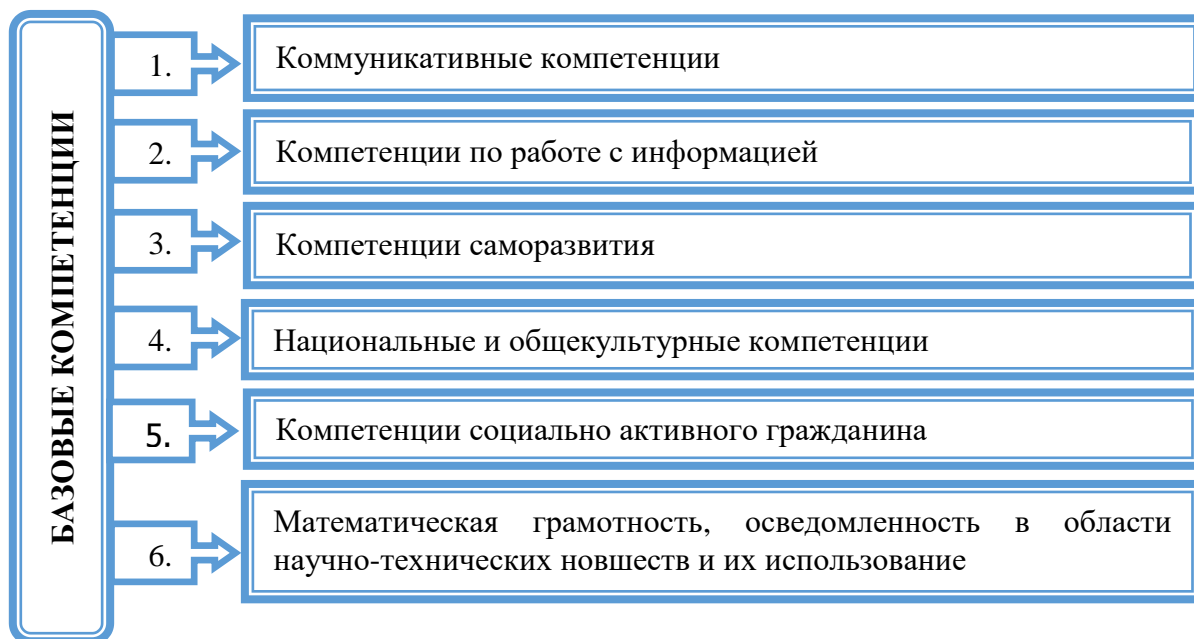 БАЗОВЫЕ КОМПЕТЕНЦИИ
1.
Коммуникативные компетенции
2.
Компетенции по работе с информацией
3.
Компетенции саморазвития
4.
Национальные и общекультурные компетенции
5.
Компетенции социально активного гражданина
6.
Математическая грамотность, осведомленность в области
научно-технических новшеств и их использование